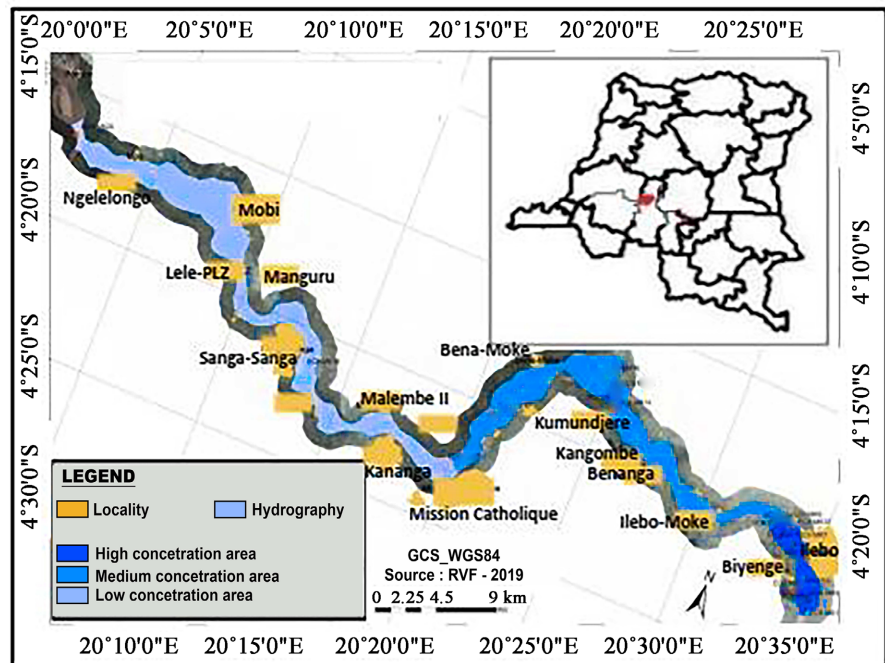 20°0'0"E 20°5'0"E 20°10'0"E 20°15'0"E 20°20'0"E 20°25'0"E
4°15'0"S
4°5'0"S
Ngelelongo
Mobi
4°20'0"S
Lele-PLZ
Manguru
4°10'0"S
Sanga-Sanga
Bena-Moke
4°25'0"S
Malembe II
4°15'0"S
Kumundjere
Kananga
Kangombe
Benanga
4°30'0"S
Mission Catholique
Ilebo-Moke
4°20'0"S
Ilebo
Biyenge
LEGEND
Locality
Hydrography
High concetration area
Medium concetration area
Low concetration area
GCS_WGS84
Source : RVF - 2019
0 2.25 4.5 9 km
N
20°10'0"E 20°15'0"E 20°25'0"E 20°30'0"E 20°35'0"E